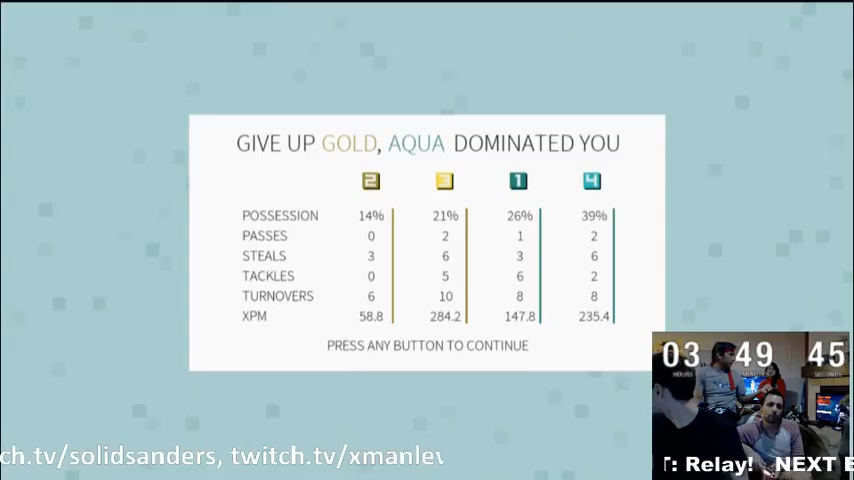 GIVE UP GOLD, AQUA DOMINATED YOU
2 3 1 4
POSSESSION 14% 21% 26% 39%
PASSES 0 2 1 2
STEALS 3 6 3 6
TACKLES 0 5 6 2
TURNOVERS 6 10 8 8
XPM 58.8 284.2 147.8 235.4
PRESS ANY BUTTON TO CONTINUE
03 49 45
HOURS MINUTES SECONDS
T: Relay! NEXT E
ch.tv/solidsanders, twitch.tv/xmanlev